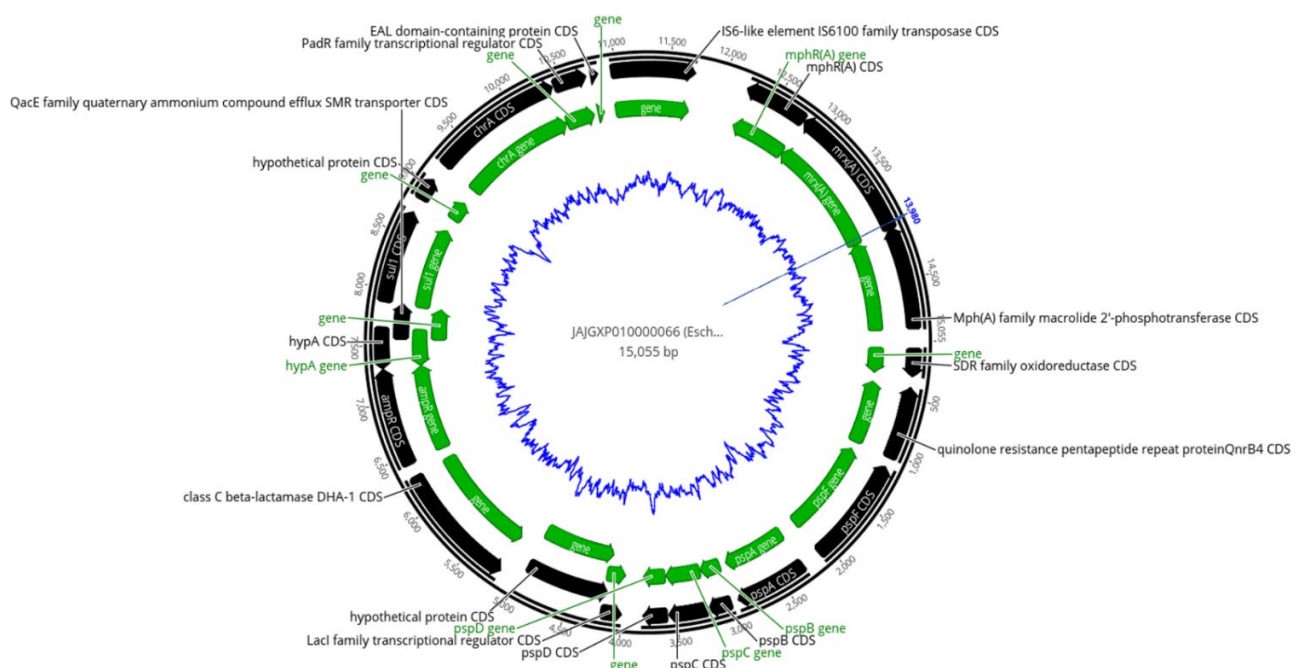 gene
EAL domain-containing protein CDS
PadR family transcriptional regulator CDS
gene
IS6-like element IS6100 family transposase CDS
mphR(A) gene
mphR(A) CDS
QacE family quaternary ammonium compound efflux SMR transporter CDS
hypothetical protein CDS
gene
10,000
10,500
11,000
11,500
12,000
12,500
13,000
13,500
13,980
14,500
15,055
500
1,000
1,500
2,000
2,500
3,000
3,500
4,000
4,500
5,000
5,500
6,000
6,500
7,000
7,500
8,000
8,500
9,500
chrA CDS
chrA gene
gene
mrx(A) CDS
mrx(A) gene
gene
sul1 CDS
sul1 gene
gene
hypA CDS
hypA gene
ampR CDS
ampR gene
JAJGXP010000066 (Esch...
15,055 bp
Mph(A) family macrolide 2'-phosphotransferase CDS
gene
SDR family oxidoreductase CDS
gene
quinolone resistance pentapeptide repeat proteinQnrB4 CDS
pspF gene
pspF CDS
class C beta-lactamase DHA-1 CDS
gene
gene
pspA gene
pspA CDS
hypothetical protein CDS
pspD gene
LacI family transcriptional regulator CDS
pspD CDS
gene
pspB gene
pspB CDS
pspC gene
pspC CDS